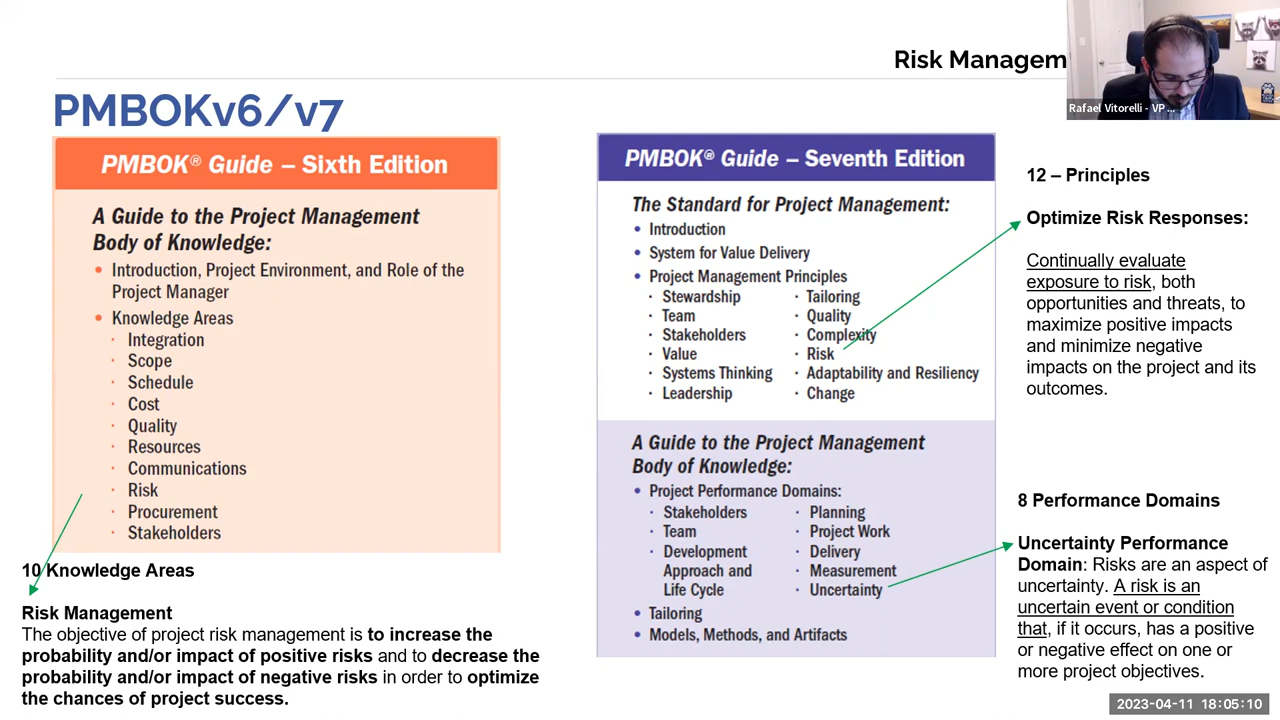 Risk Managem
Rafael Vitorelli - VP ...
PMBOKv6/v7
PMBOK® Guide – Sixth Edition
A Guide to the Project Management
Body of Knowledge:
• Introduction, Project Environment, and Role of the
Project Manager
• Knowledge Areas
· Integration
· Scope
· Schedule
· Cost
· Quality
· Resources
· Communications
· Risk
· Procurement
· Stakeholders
10 Knowledge Areas
Risk Management
The objective of project risk management is to increase the
probability and/or impact of positive risks and to decrease the
probability and/or impact of negative risks in order to optimize
the chances of project success.
PMBOK® Guide – Seventh Edition
The Standard for Project Management:
• Introduction
• System for Value Delivery
• Project Management Principles
· Stewardship
· Team
· Stakeholders
· Value
· Systems Thinking
· Leadership
· Tailoring
· Quality
· Complexity
· Risk
· Adaptability and Resiliency
· Change
A Guide to the Project Management
Body of Knowledge:
• Project Performance Domains:
· Stakeholders
· Team
· Development
Approach and
Life Cycle
· Planning
· Project Work
· Delivery
· Measurement
· Uncertainty
• Tailoring
• Models, Methods, and Artifacts
12 – Principles
Optimize Risk Responses:
Continually evaluate
exposure to risk, both
opportunities and threats, to
maximize positive impacts
and minimize negative
impacts on the project and its
outcomes.
8 Performance Domains
Uncertainty Performance
Domain: Risks are an aspect of
uncertainty. A risk is an
uncertain event or condition
that, if it occurs, has a positive
or negative effect on one or
more project objectives.
2023-04-11 18:05:10